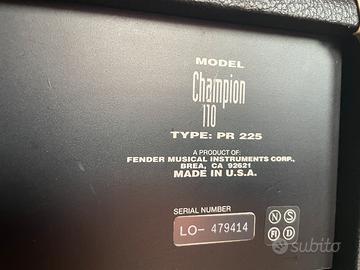 MODEL
Champion
110
TYPE: PR 225
A PRODUCT OF:
FENDER MUSICAL INSTRUMENTS CORP.,
BREA, CA 92621
MADE IN U.S.A.
SERIAL NUMBER
LO- 479414
N S
FI D
subito